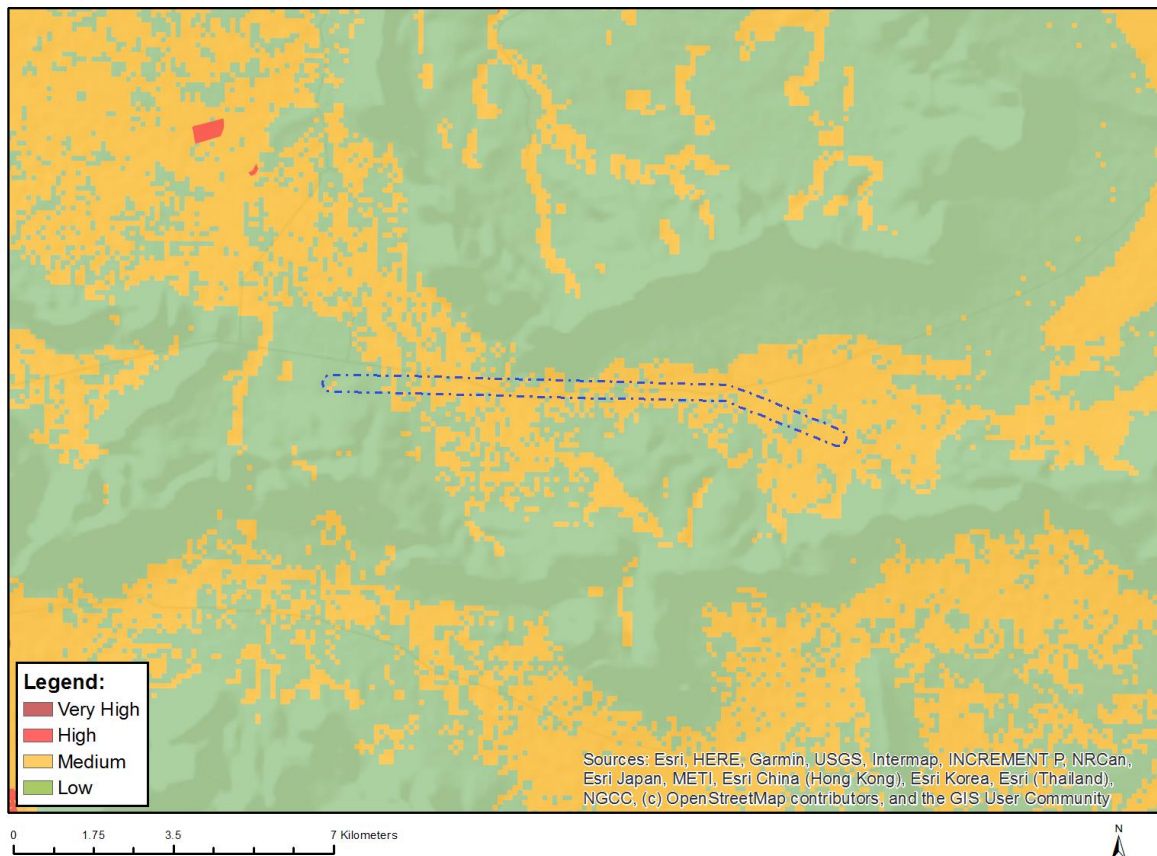 Legend:
Very High
High
Medium
Low
Sources: Esri, HERE, Garmin, USGS, Intermap, INCREMENT P, NRCan,
Esri Japan, METI, Esri China (Hong Kong), Esri Korea, Esri (Thailand),
NGCC, (c) OpenStreetMap contributors, and the GIS User Community
0 1.75 3.5 7 Kilometers
N